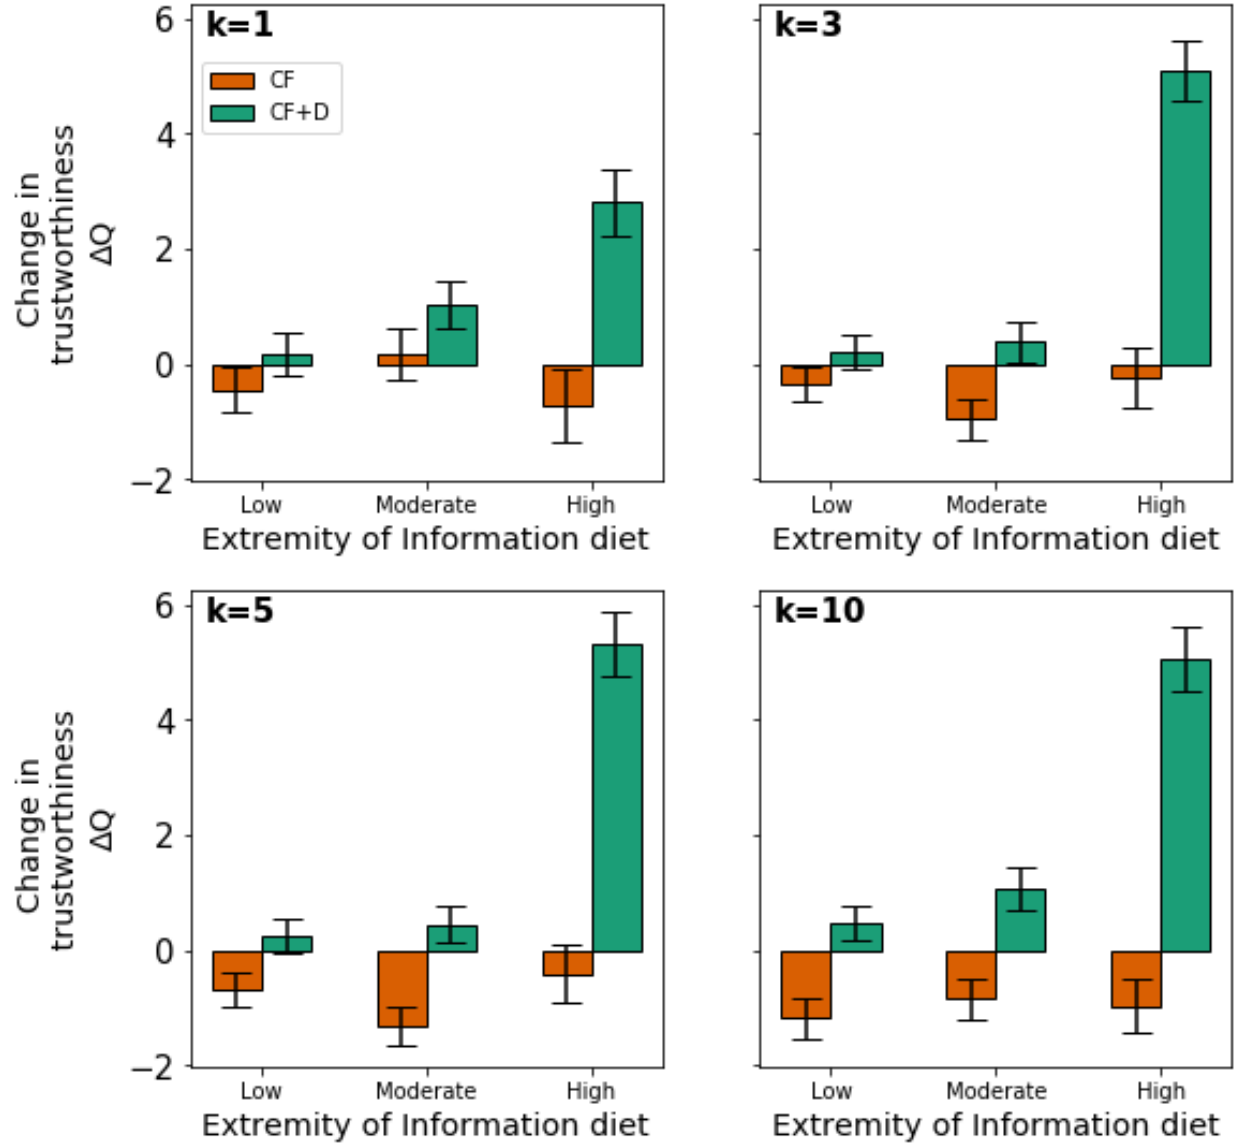 k=1
CF
CF+D
6
4
2
0
−2
Change in
trustworthiness
ΔQ
Low Moderate High
Extremity of Information diet
k=3
Low Moderate High
Extremity of Information diet
k=5
6
4
2
0
−2
Change in
trustworthiness
ΔQ
Low Moderate High
Extremity of Information diet
k=10
Low Moderate High
Extremity of Information diet